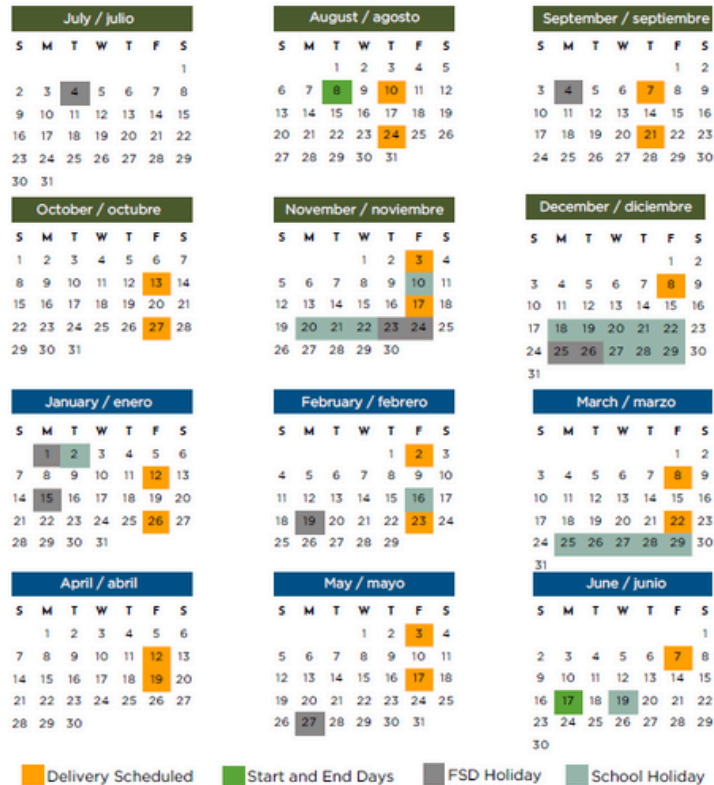 July / julio
S M T W T F S
1
2 3 4 5 6 7 8
9 10 11 12 13 14 15
16 17 18 19 20 21 22
23 24 25 26 27 28 29
30 31
August / agosto
S M T W T F S
1 2 3 4 5
6 7 8 9 10 11 12
13 14 15 16 17 18 19
20 21 22 23 24 25 26
27 28 29 30 31
September / septiembre
S M T W T F S
1 2
3 4 5 6 7 8 9
10 11 12 13 14 15 16
17 18 19 20 21 22 23
24 25 26 27 28 29 30
October / octubre
S M T W T F S
1 2 3 4 5 6 7
8 9 10 11 12 13 14
15 16 17 18 19 20 21
22 23 24 25 26 27 28
29 30 31
November / noviembre
S M T W T F S
1 2 3 4
5 6 7 8 9 10 11
12 13 14 15 16 17 18
19 20 21 22 23 24 25
26 27 28 29 30
December / diciembre
S M T W T F S
1 2
3 4 5 6 7 8 9
10 11 12 13 14 15 16
17 18 19 20 21 22 23
24 25 26 27 28 29 30
31
January / enero
S M T W T F S
1 2 3 4 5 6
7 8 9 10 11 12 13
14 15 16 17 18 19 20
21 22 23 24 25 26 27
28 29 30 31
February / febrero
S M T W T F S
1 2 3
4 5 6 7 8 9 10
11 12 13 14 15 16 17
18 19 20 21 22 23 24
25 26 27 28 29
March / marzo
S M T W T F S
1 2
3 4 5 6 7 8 9
10 11 12 13 14 15 16
17 18 19 20 21 22 23
24 25 26 27 28 29 30
31
April / abril
S M T W T F S
1 2 3 4 5 6
7 8 9 10 11 12 13
14 15 16 17 18 19 20
21 22 23 24 25 26 27
28 29 30
May / mayo
S M T W T F S
1 2 3 4
5 6 7 8 9 10 11
12 13 14 15 16 17 18
19 20 21 22 23 24 25
26 27 28 29 30 31
June / junio
S M T W T F S
1
2 3 4 5 6 7 8
9 10 11 12 13 14 15
16 17 18 19 20 21 22
23 24 25 26 27 28 29
30
Delivery Scheduled Start and End Days FSD Holiday School Holiday